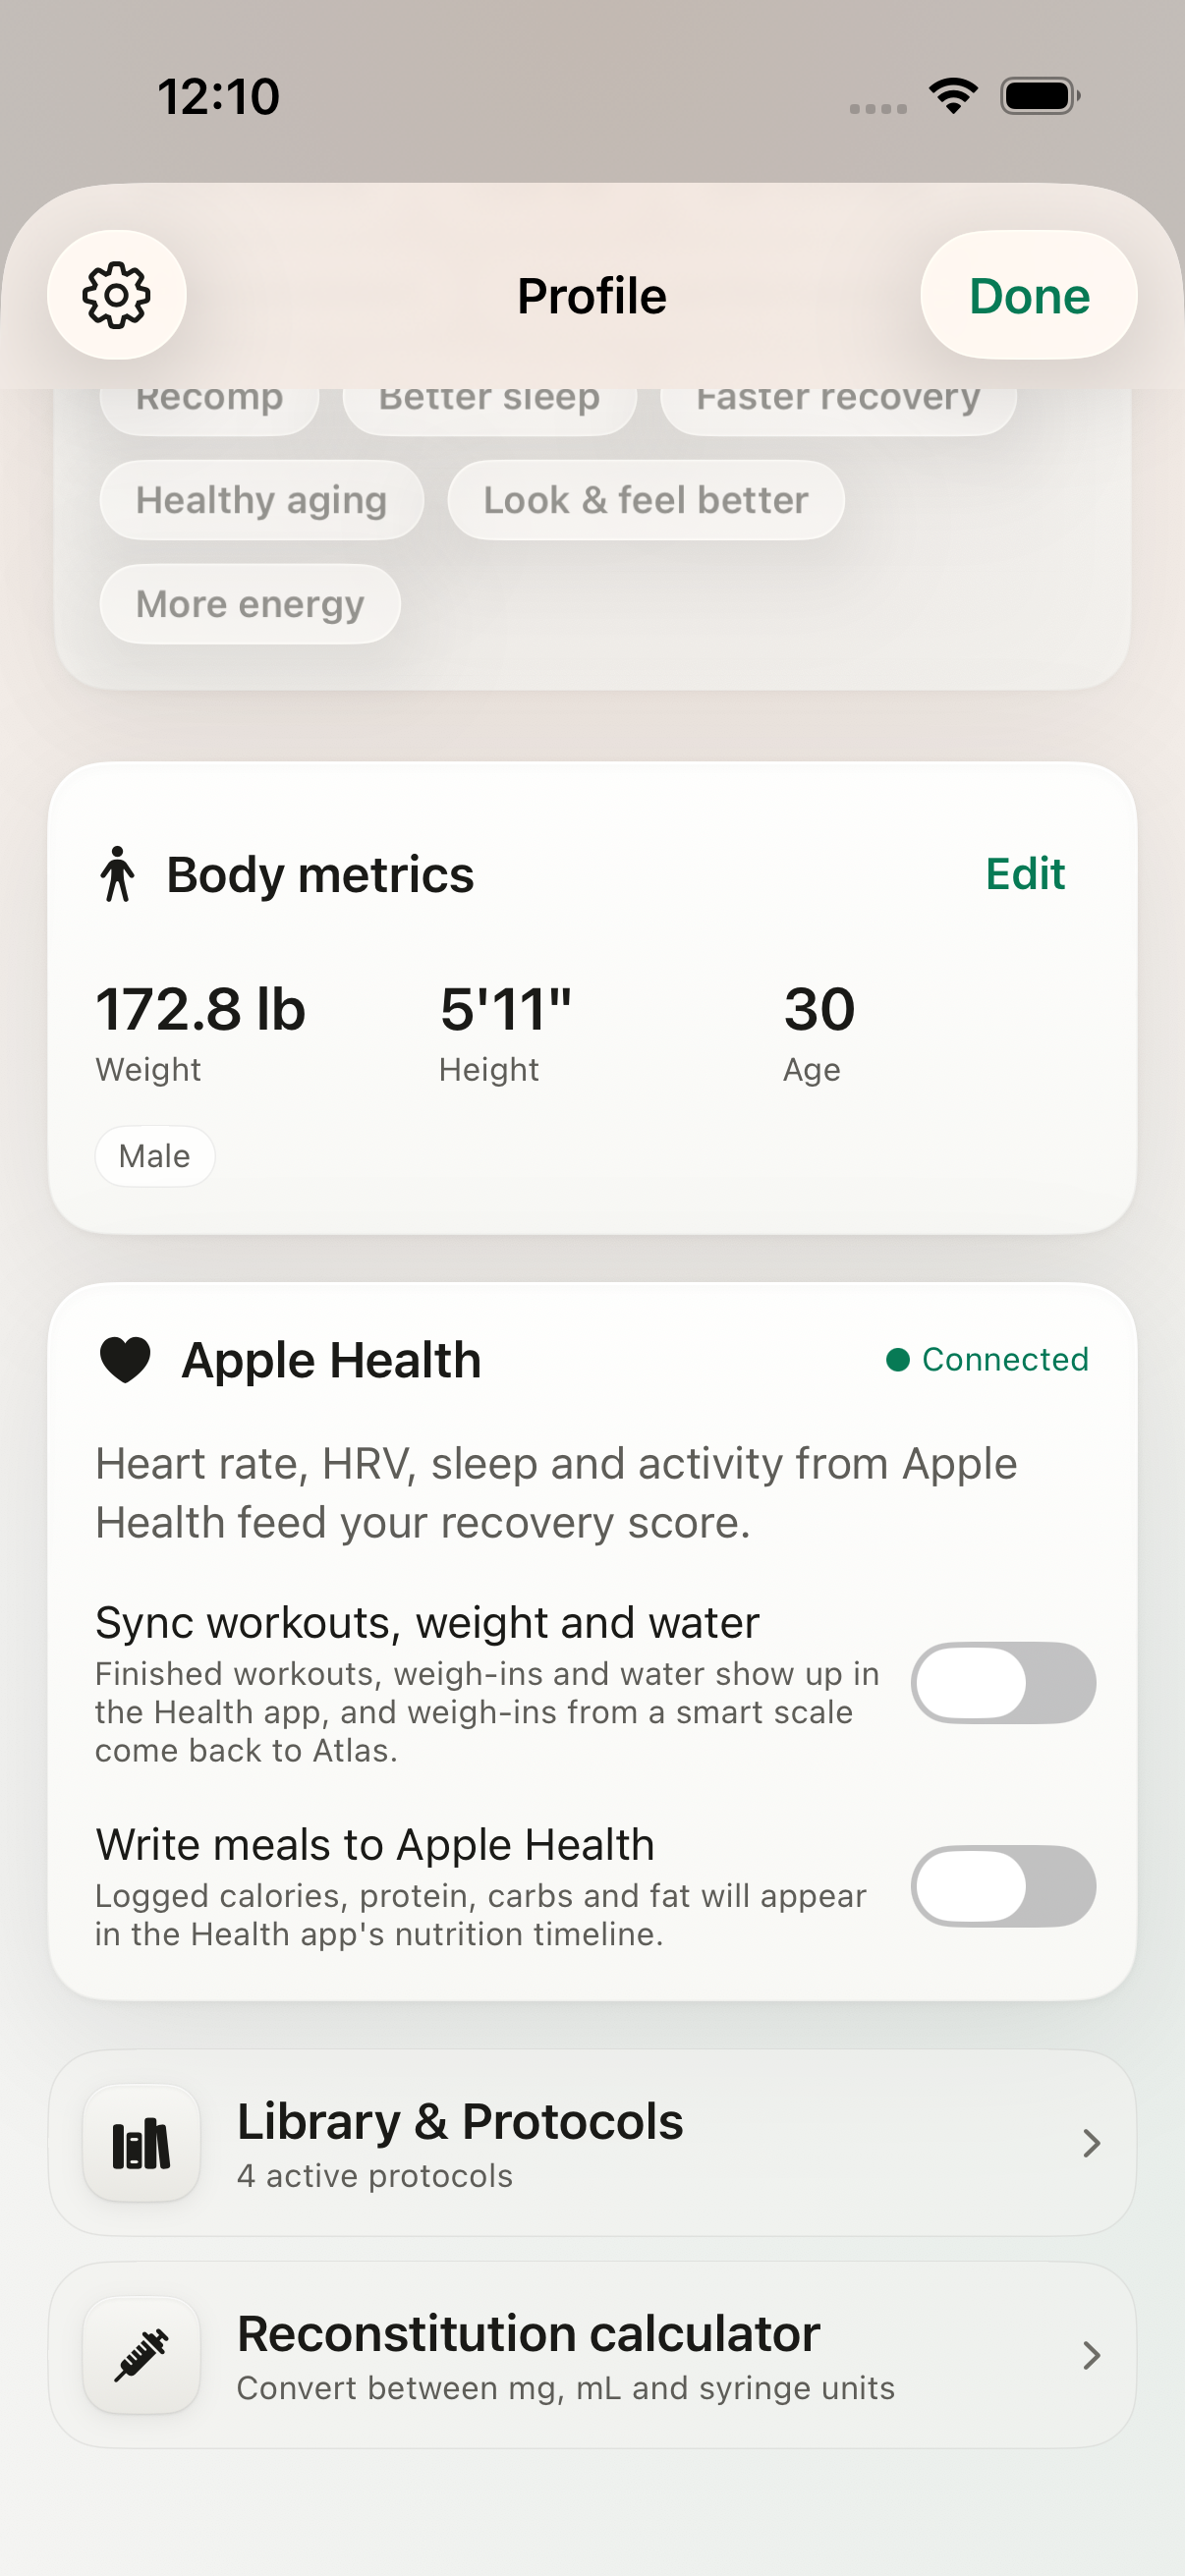 12:10
Profile
Done
Recomp
Better sleep
Faster recovery
Healthy aging
Look & feel better
More energy
Body metrics
Edit
172.8 lb
5'11"
30
Weight
Height
Age
Male
Apple Health
Connected
Heart rate, HRV, sleep and activity from Apple
Health feed your recovery score.
Sync workouts, weight and water
Finished workouts, weigh-ins and water show up in
the Health app, and weigh-ins from a smart scale
come back to Atlas.
Write meals to Apple Health
Logged calories, protein, carbs and fat will appear
in the Health app's nutrition timeline.
Library & Protocols
4 active protocols
Reconstitution calculator
Convert between mg, mL and syringe units